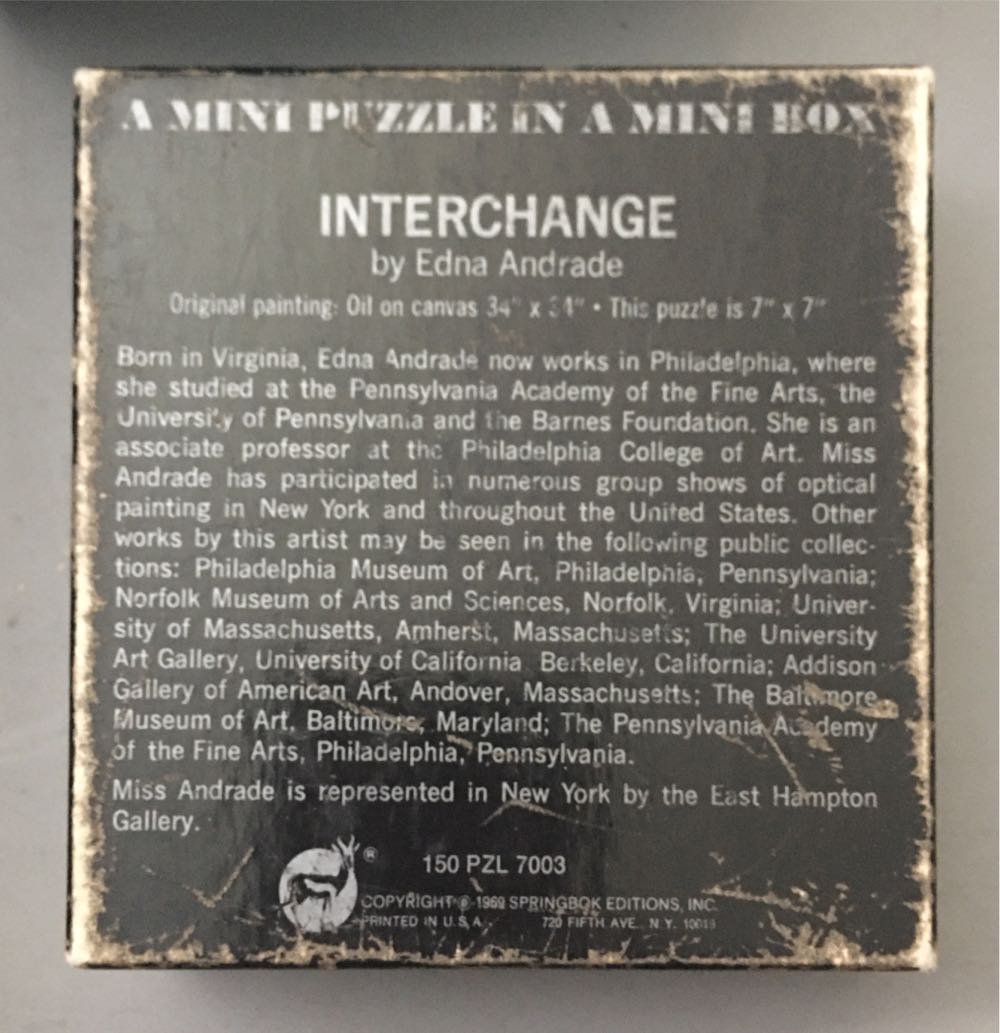 A MINI PUZZLE IN A MINI BOX
INTERCHANGE
by Edna Andrade
Original painting: Oil on canvas 34" x 34" • This puzzle is 7" x 7"
Born in Virginia, Edna Andrade now works in Philadelphia, where
she studied at the Pennsylvania Academy of the Fine Arts, the
University of Pennsylvania and the Barnes Foundation. She is an
associate professor at the Philadelphia College of Art. Miss
Andrade has participated in numerous group shows of optical
painting in New York and throughout the United States. Other
works by this artist may be seen in the following public collec-
tions: Philadelphia Museum of Art, Philadelphia, Pennsylvania;
Norfolk Museum of Arts and Sciences, Norfolk, Virginia; Univer-
sity of Massachusetts, Amherst, Massachusetts; The University
Art Gallery, University of California Berkeley, California; Addison
Gallery of American Art, Andover, Massachusetts; The Baltimore
Museum of Art, Baltimore, Maryland; The Pennsylvania Academy
of the Fine Arts, Philadelphia, Pennsylvania.
Miss Andrade is represented in New York by the East Hampton
Gallery.
®
150 PZL 7003
COPYRIGHT © 1969 SPRINGBOK EDITIONS, INC.
PRINTED IN U.S.A. 720 FIFTH AVE. N.Y. 10019